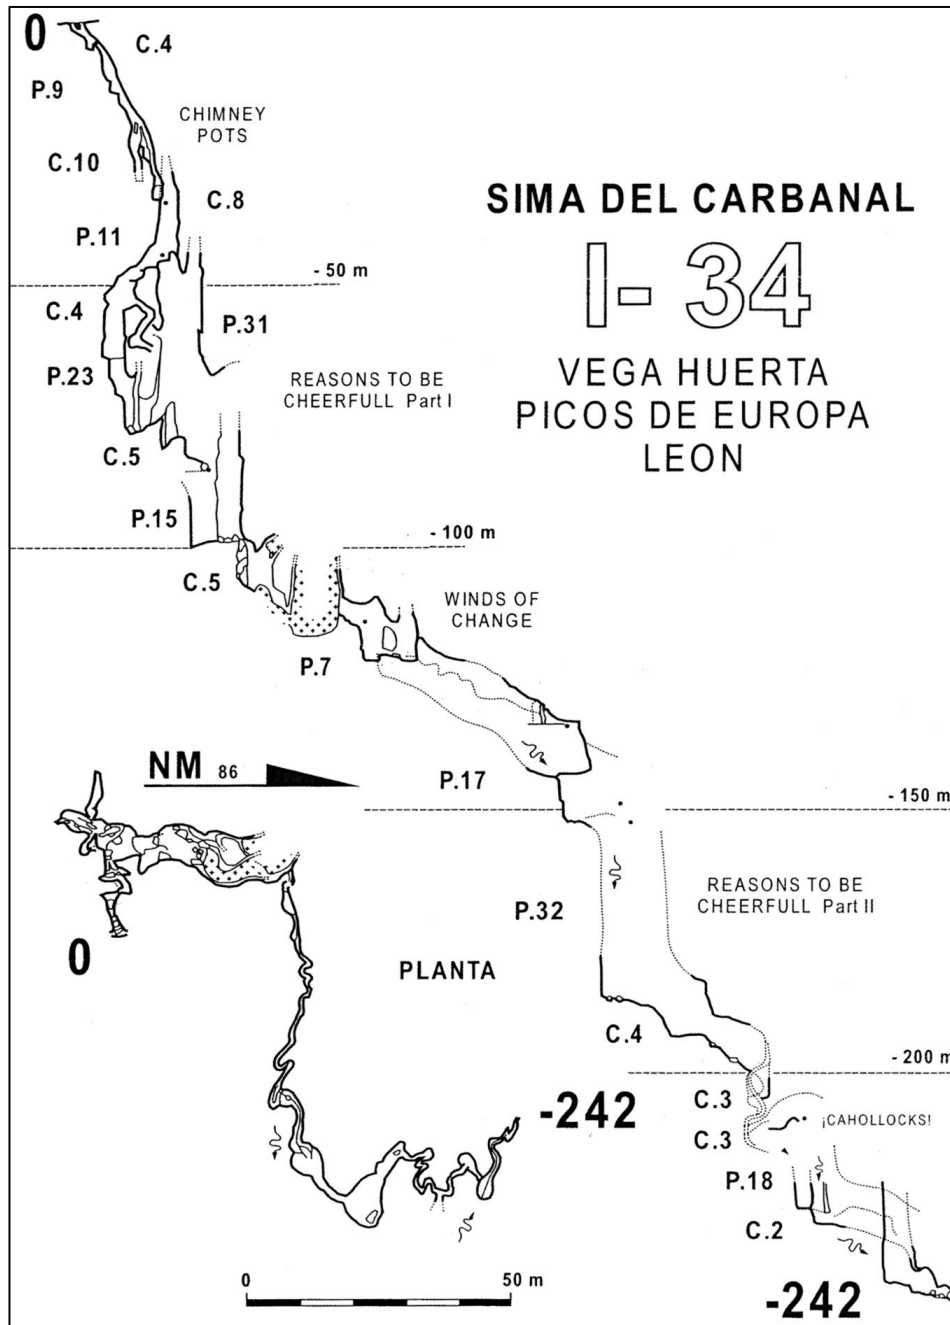 0
C.4
P.9
CHIMNEY
POTS
C.10
C.8
SIMA DEL CARBANAL
P.11
I- 34
- 50 m
C.4
P.31
P.23
VEGA HUERTA
REASONS TO BE
CHEERFULL Part I
PICOS DE EUROPA
LEON
C.5
P.15
- 100 m
C.5
WINDS OF
CHANGE
P.7
NM 86
P.17
- 150 m
REASONS TO BE
CHEERFULL Part II
P.32
0
PLANTA
C.4
- 200 m
-242
C.3
¡CAHOLLOCKS!
C.3
P.18
C.2
0
50 m
-242